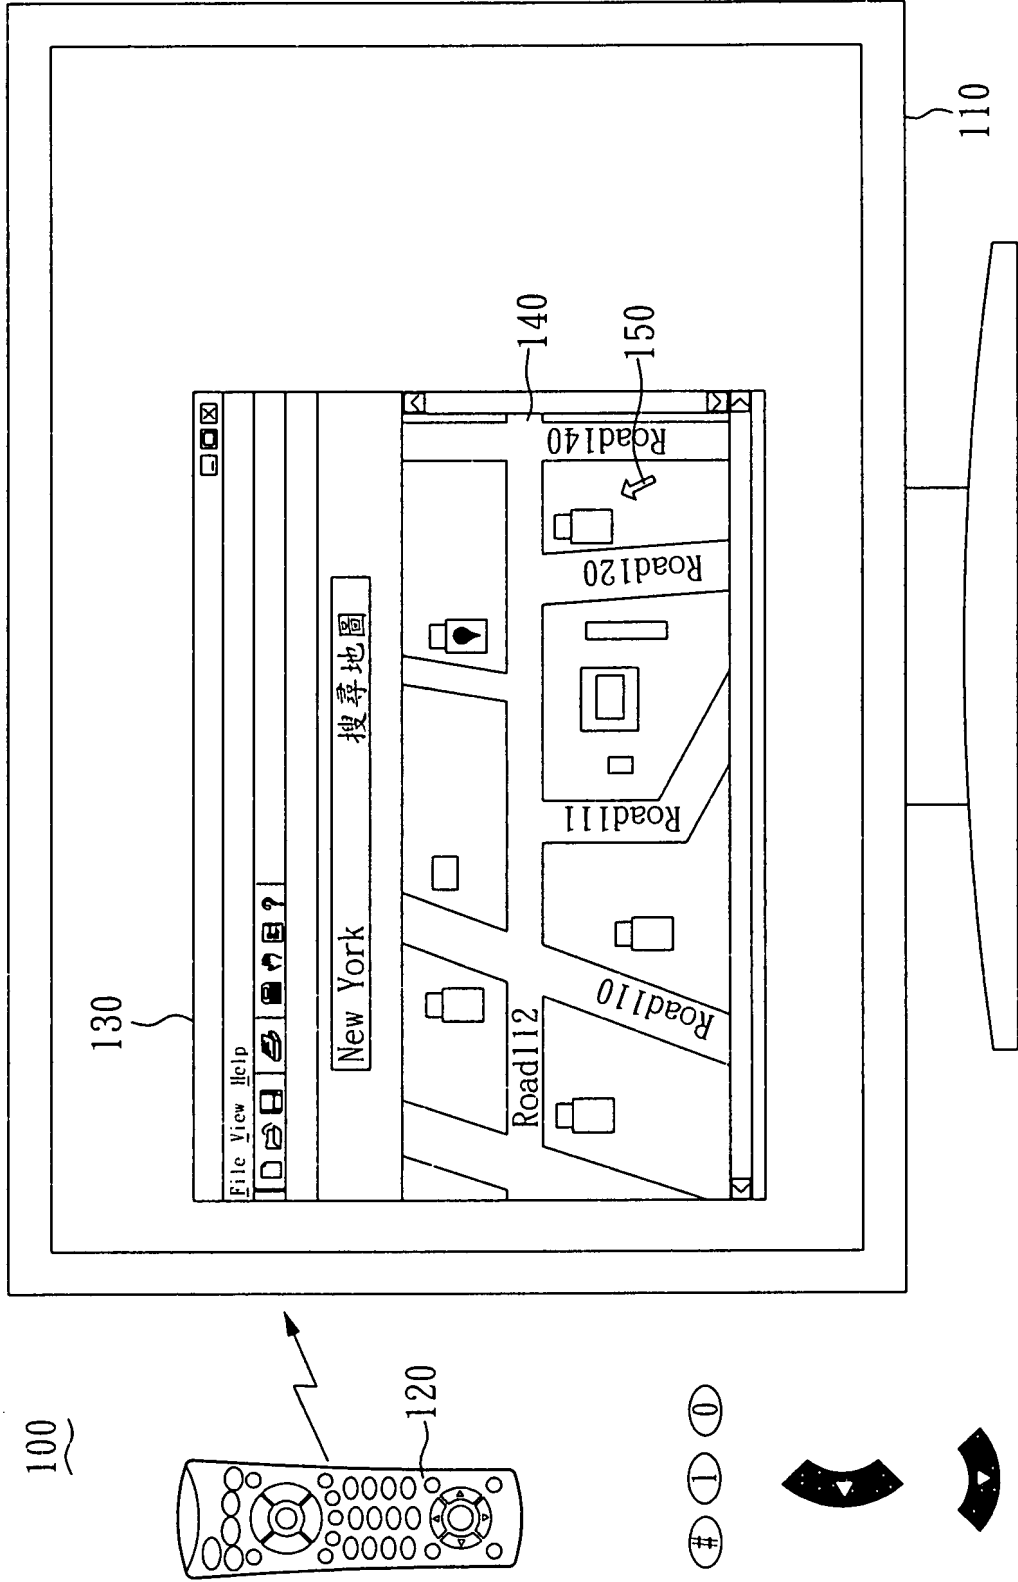 100
130
File View Help
?
New York 搜尋地圖
120
Road112
140
Road110
Road111
Road120
Road140
150
# 1 0
110